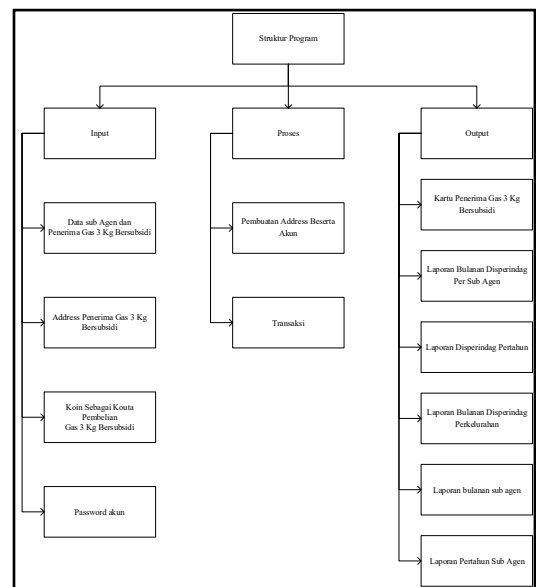 Struktur Program
Input
Proses
Output
Data sub Agen dan
Penerima Gas 3 Kg Bersubsidi
Address Penerima Gas 3 Kg
Bersubsidi
Koin Sebagai Kouta
Pembelian
Gas 3 Kg Bersubsidi
Password akun
Pembuatan Address Beserta
Akun
Transaksi
Kartu Penerima Gas 3 Kg
Bersubsidi
Laporan Bulanan Disperindag
Per Sub Agen
Laporan Disperindag Pertahun
Laporan Bulanan Disperindag
Perkelurahan
Laporan bulanan sub agen
Laporan Pertahun Sub Agen